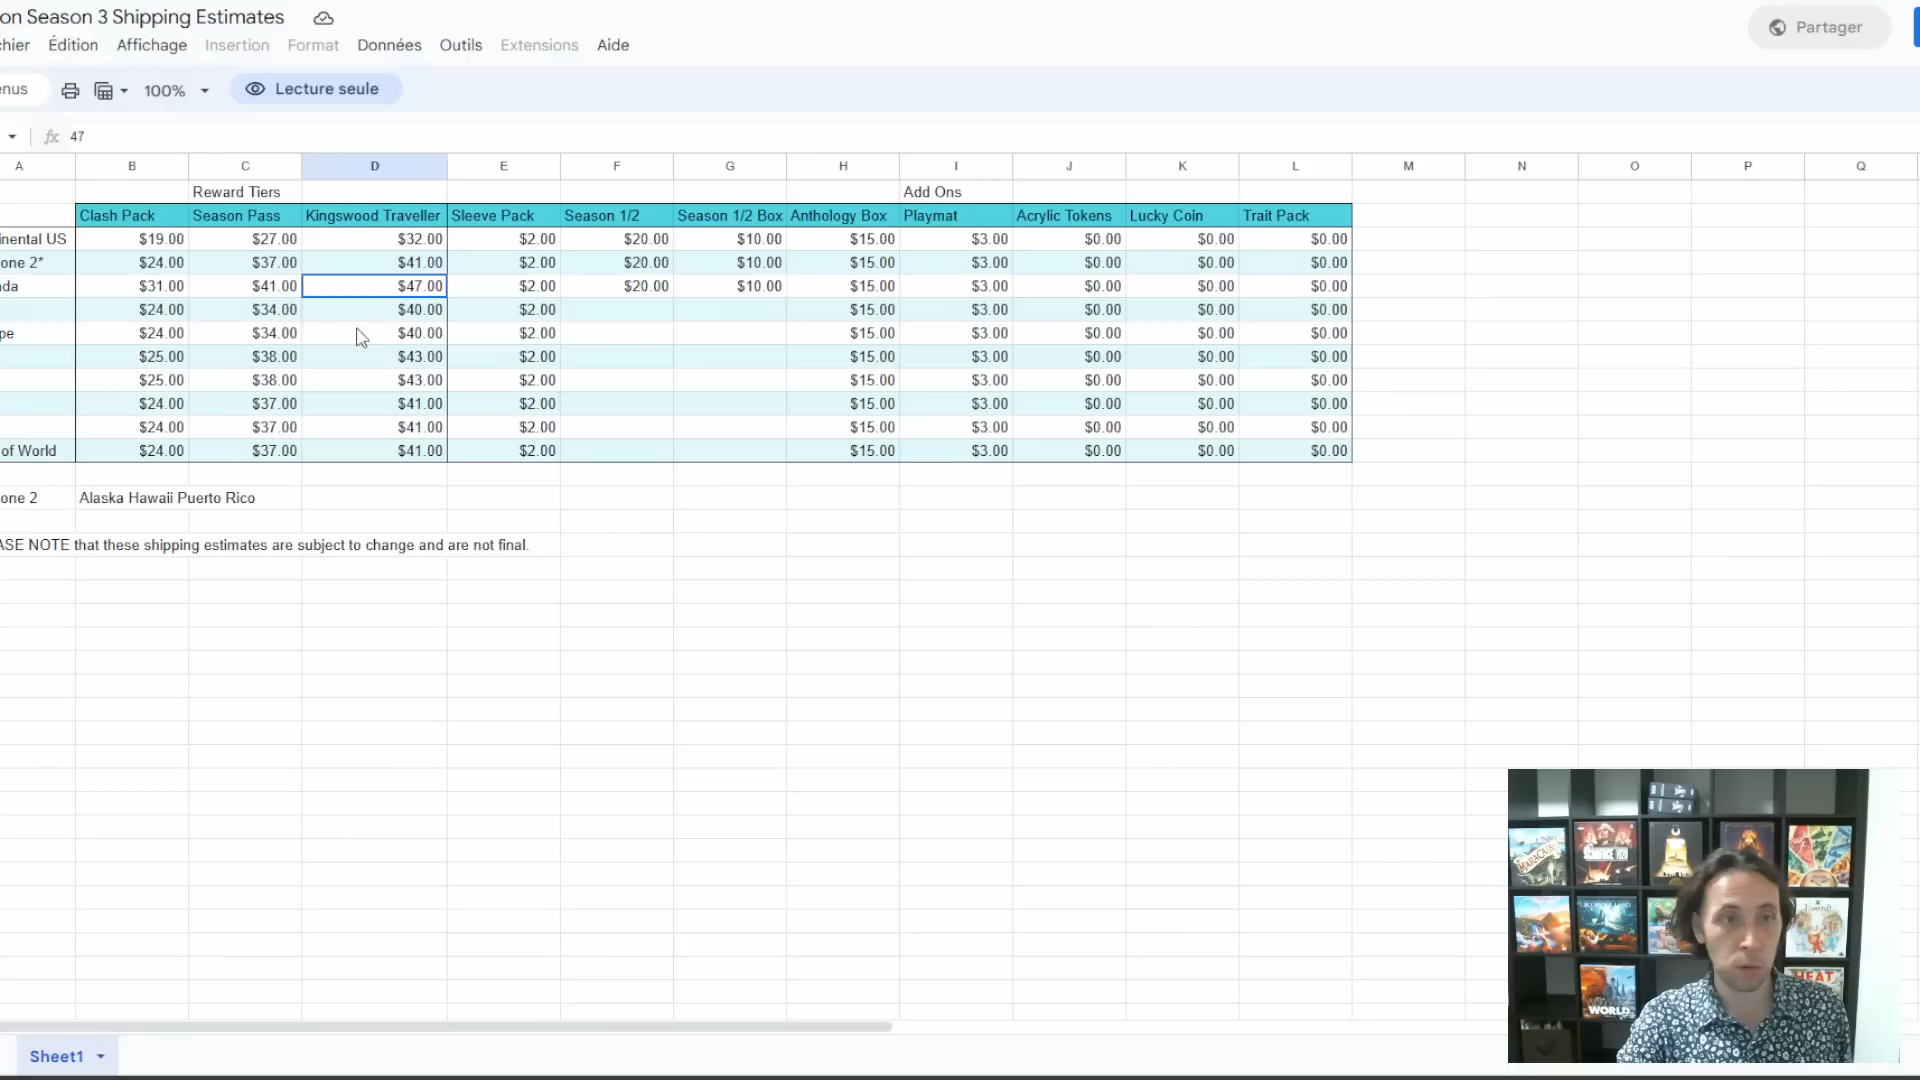 on Season 3 Shipping Estimates
Partager
chier Édition Affichage Insertion Format Données Outils Extensions Aide
enus 100% Lecture seule
fx 47
A B C D E F G H I J K L M N O P Q
Reward Tiers Add Ons
Clash Pack Season Pass Kingswood Traveller Sleeve Pack Season 1/2 Season 1/2 Box Anthology Box Playmat Acrylic Tokens Lucky Coin Trait Pack
inental US $19.00 $27.00 $32.00 $2.00 $20.00 $10.00 $15.00 $3.00 $0.00 $0.00 $0.00
one 2* $24.00 $37.00 $41.00 $2.00 $20.00 $10.00 $15.00 $3.00 $0.00 $0.00 $0.00
da $31.00 $41.00 $47.00 $2.00 $20.00 $10.00 $15.00 $3.00 $0.00 $0.00 $0.00
$24.00 $34.00 $40.00 $2.00 $15.00 $3.00 $0.00 $0.00 $0.00
pe $24.00 $34.00 $40.00 $2.00 $15.00 $3.00 $0.00 $0.00 $0.00
$25.00 $38.00 $43.00 $2.00 $15.00 $3.00 $0.00 $0.00 $0.00
$25.00 $38.00 $43.00 $2.00 $15.00 $3.00 $0.00 $0.00 $0.00
$24.00 $37.00 $41.00 $2.00 $15.00 $3.00 $0.00 $0.00 $0.00
$24.00 $37.00 $41.00 $2.00 $15.00 $3.00 $0.00 $0.00 $0.00
of World $24.00 $37.00 $41.00 $2.00 $15.00 $3.00 $0.00 $0.00 $0.00
one 2 Alaska Hawaii Puerto Rico
ASE NOTE that these shipping estimates are subject to change and are not final.
MARACAIBO
HEAT
WORLD
Sheet1